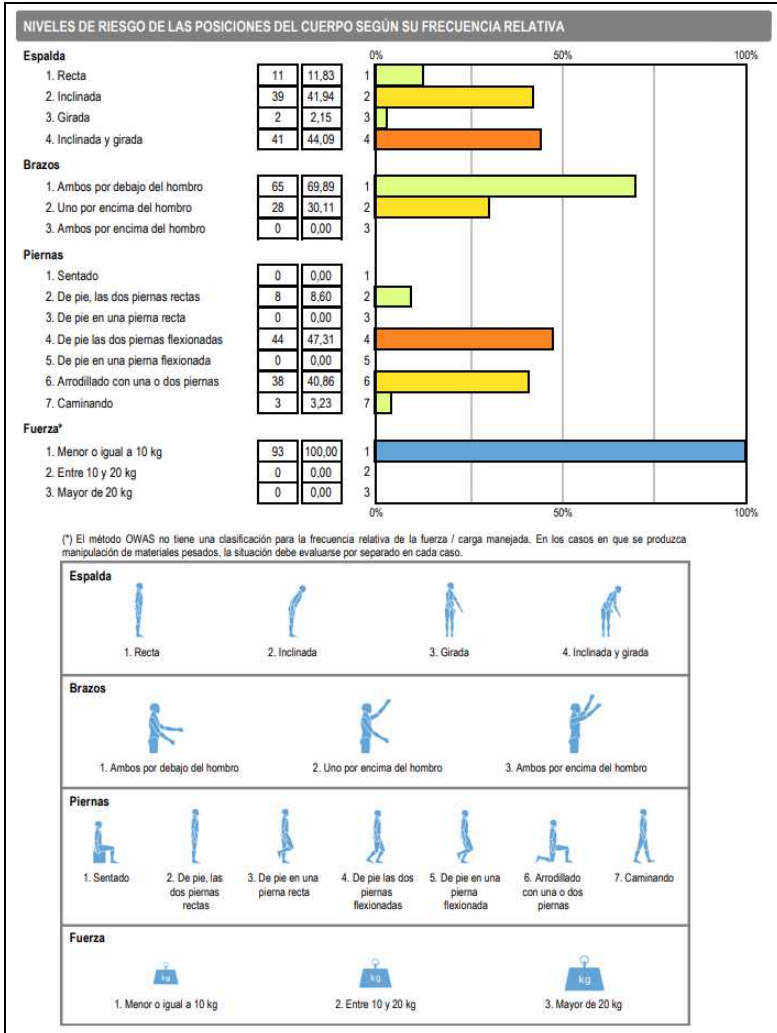 NIVELES DE RIESGO DE LAS POSICIONES DEL CUERPO SEGÚN SU FRECUENCIA RELATIVA
Espalda 0% 50% 100%
1. Recta 11 11,83 1
2. Inclinada 39 41,94 2
3. Girada 2 2,15 3
4. Inclinada y girada 41 44,09 4
Brazos
1. Ambos por debajo del hombro 65 69,89 1
2. Uno por encima del hombro 28 30,11 2
3. Ambos por encima del hombro 0 0,00 3
Piernas
1. Sentado 0 0,00 1
2. De pie, las dos piernas rectas 8 8,60 2
3. De pie en una pierna recta 0 0,00 3
4. De pie las dos piernas flexionadas 44 47,31 4
5. De pie en una pierna flexionada 0 0,00 5
6. Arrodillado con una o dos piernas 38 40,86 6
7. Caminando 3 3,23 7
Fuerza*
1. Menor o igual a 10 kg 93 100,00 1
2. Entre 10 y 20 kg 0 0,00 2
3. Mayor de 20 kg 0 0,00 3
0% 50% 100%
(*) El método OWAS no tiene una clasificación para la frecuencia relativa de la fuerza / carga manejada. En los casos en que se produzca
manipulación de materiales pesados, la situación debe evaluarse por separado en cada caso.
Espalda
1. Recta 2. Inclinada 3. Girada 4. Inclinada y girada
Brazos
1. Ambos por debajo del hombro 2. Uno por encima del hombro 3. Ambos por encima del hombro
Piernas
1. Sentado 2. De pie, las 3. De pie en una 4. De pie las dos 5. De pie en una 6. Arrodillado 7. Caminando
dos piernas pierna recta piernas pierna con una o dos
rectas flexionadas flexionada piernas
Fuerza
kg kg kg
1. Menor o igual a 10 kg 2. Entre 10 y 20 kg 3. Mayor de 20 kg